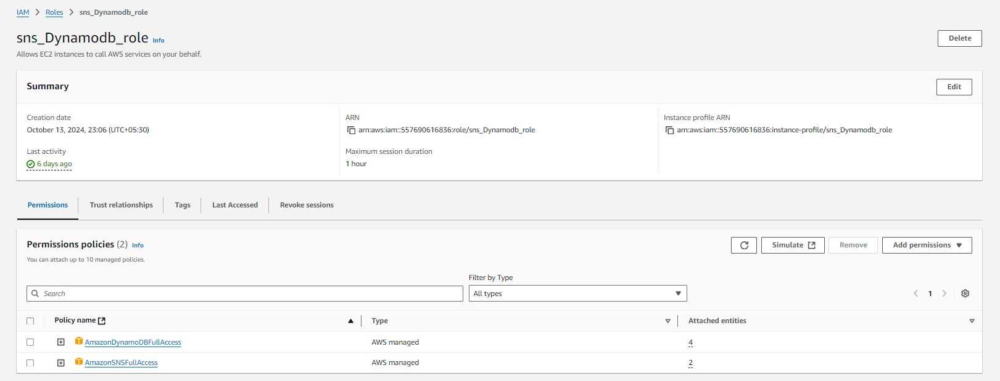 IAM > Roles > sns_Dynamodb_role
sns_Dynamodb_role Info
Delete
Allows EC2 instances to call AWS services on your behalf.
Summary
Edit
Creation date
October 13, 2024, 23:06 (UTC+05:30)
ARN
arn:aws:iam::557690616836:role/sns_Dynamodb_role
Instance profile ARN
arn:aws:iam::557690616836:instance-profile/sns_Dynamodb_role
Last activity
6 days ago
Maximum session duration
1 hour
Permissions
Trust relationships
Tags
Last Accessed
Revoke sessions
Permissions policies (2) Info
You can attach up to 10 managed policies.
Simulate
Remove
Add permissions
Filter by Type
Search
All types
1
Policy name
Type
Attached entities
AmazonDynamoDBFullAccess
AWS managed
4
AmazonSNSFullAccess
AWS managed
2